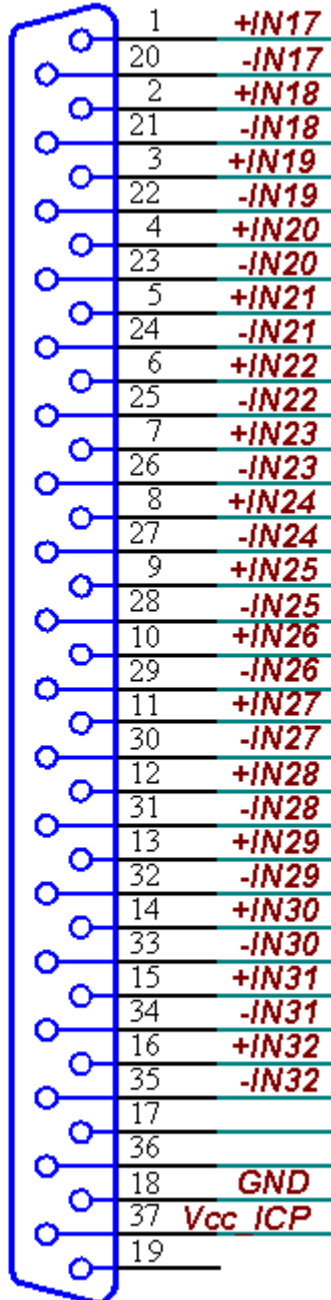 1 +IN17
20 -IN17
2 +IN18
21 -IN18
3 +IN19
22 -IN19
4 +IN20
23 -IN20
5 +IN21
24 -IN21
6 +IN22
25 -IN22
7 +IN23
26 -IN23
8 +IN24
27 -IN24
9 +IN25
28 -IN25
10 +IN26
29 -IN26
11 +IN27
30 -IN27
12 +IN28
31 -IN28
13 +IN29
32 -IN29
14 +IN30
33 -IN30
15 +IN31
34 -IN31
16 +IN32
35 -IN32
17
36
18 GND
37 Vcc_ICP
19